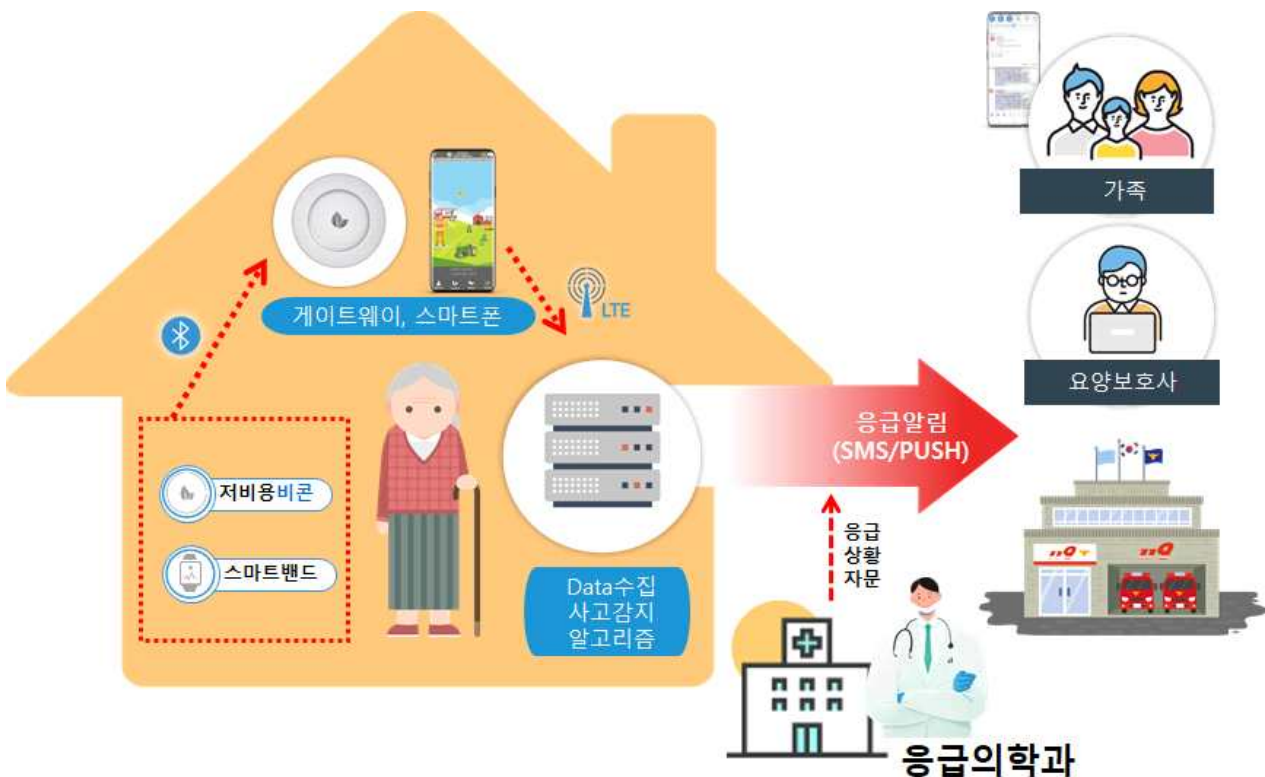 가족
게이트웨이, 스마트폰
LTE
요양보호사
응급알림
(SMS/PUSH)
저비용비콘
스마트밴드
Data수집
사고감지
알고리즘
응급
상황
자문
119
119
응급의학과